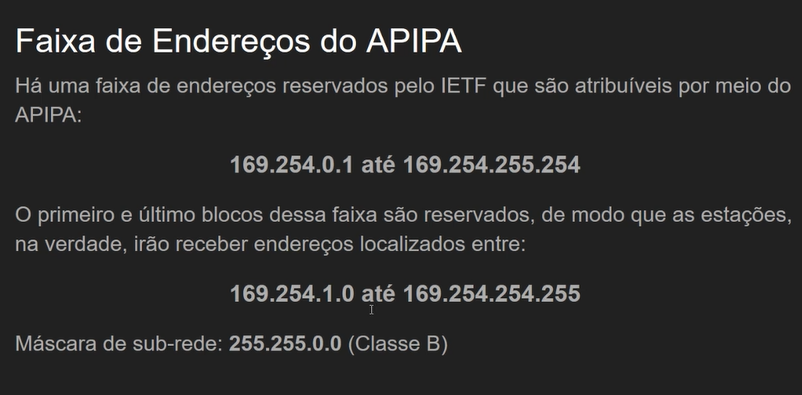 Faixa de Endereços do APIPA
Há uma faixa de endereços reservados pelo IETF que são atribuíveis por meio do
APIPA:
169.254.0.1 até 169.254.255.254
O primeiro e último blocos dessa faixa são reservados, de modo que as estações,
na verdade, irão receber endereços localizados entre:
169.254.1.0 até 169.254.254.255
Máscara de sub-rede: 255.255.0.0 (Classe B)